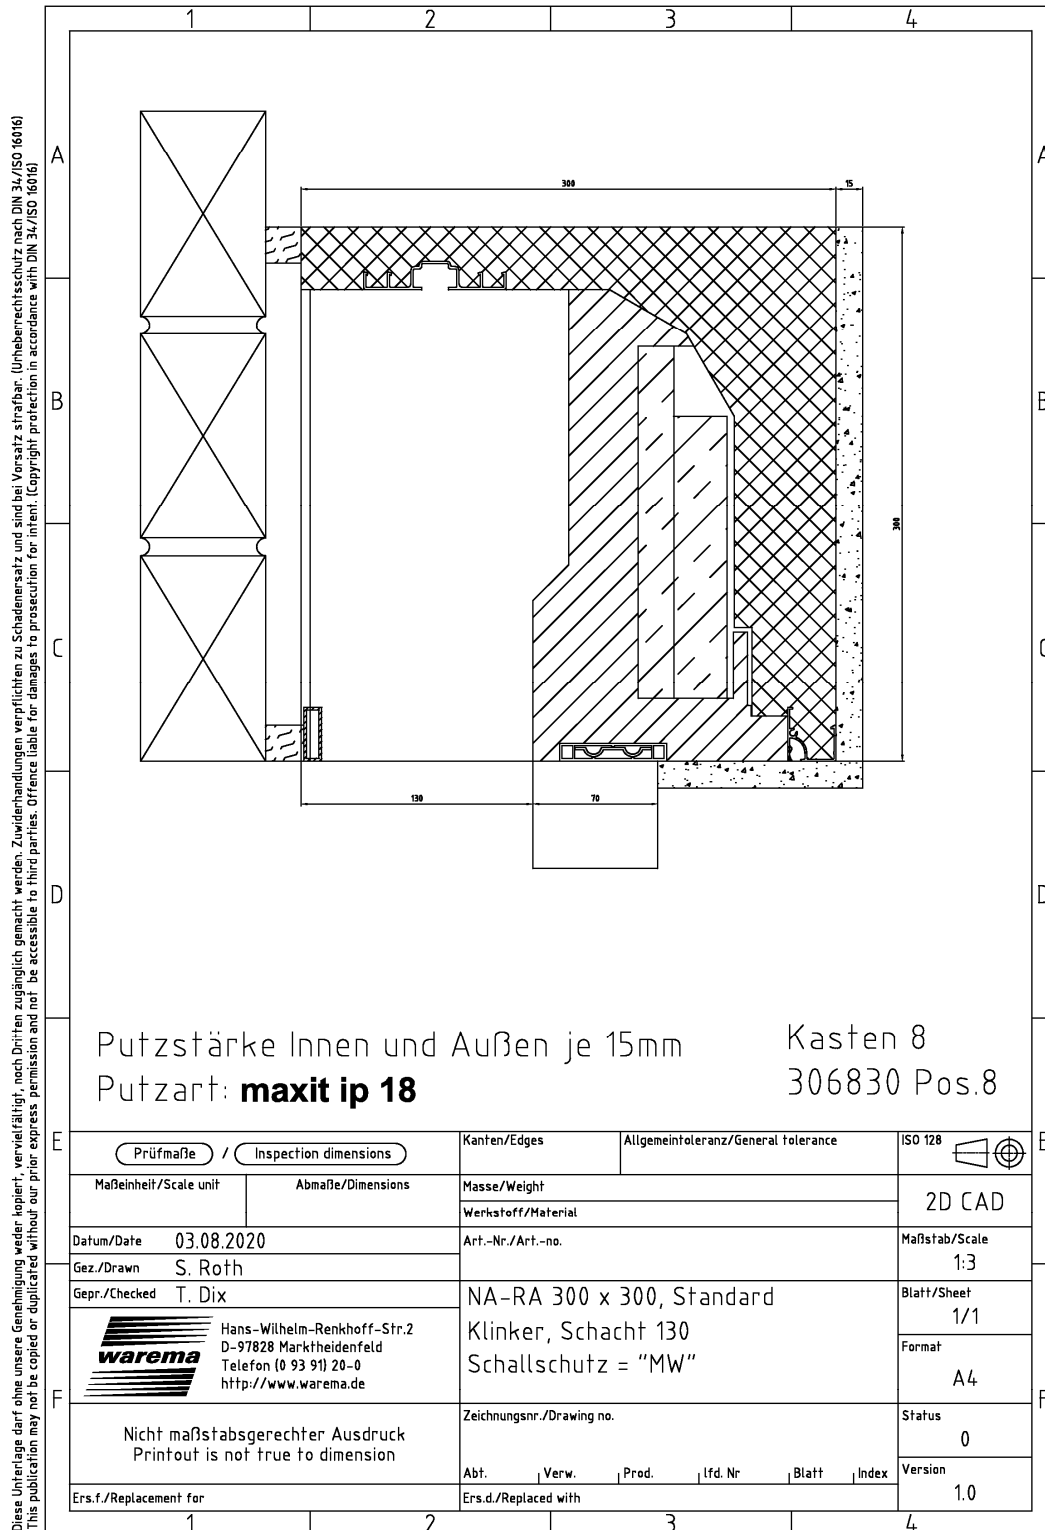 1 2 3 4
A
B
C
D
E
F
A
B
C
D
E
F
Diese Unterlage darf ohne unsere Genehmigung weder kopiert, vervielfältigt, noch Dritten zugänglich gemacht werden. Zuwiderhandlungen verpflichten zu Schadenersatz und sind bei Vorsatz strafbar. (Urheberrechtsschutz nach DIN 34/ISO 16016)
This publication may not be copied or duplicated without our prior express permission and not be accessible to third parties. Offence liable for damages to prosecution for intent. (Copyright protection in accordance with DIN 34/ISO 16016)
300
15
300
130
70
Putzstärke Innen und Außen je 15mm
Putzart: maxit ip 18
Kasten 8
306830 Pos.8
Prüfmaße / Inspection dimensions
Kanten/Edges
Allgemeintoleranz/General tolerance
ISO 128
Maßeinheit/Scale unit
Abmaße/Dimensions
Masse/Weight
Werkstoff/Material
2D CAD
Datum/Date 03.08.2020
Gez./Drawn S. Roth
Gepr./Checked T. Dix
Art.-Nr./Art.-no.
NA-RA 300 x 300, Standard
Klinker, Schacht 130
Schallschutz = "MW"
Maßstab/Scale
1:3
Blatt/Sheet
1/1
Format
A4
warema
Hans-Wilhelm-Renkhoff-Str.2
D-97828 Marktheidenfeld
Telefon (0 93 91) 20-0
http://www.warema.de
Nicht maßstabsgerechter Ausdruck
Printout is not true to dimension
Zeichnungsnr./Drawing no.
Abt. Verw. Prod. lfd. Nr Blatt Index
Status
0
Version
1.0
Ers.f./Replacement for
Ers.d./Replaced with
1 2 3 4